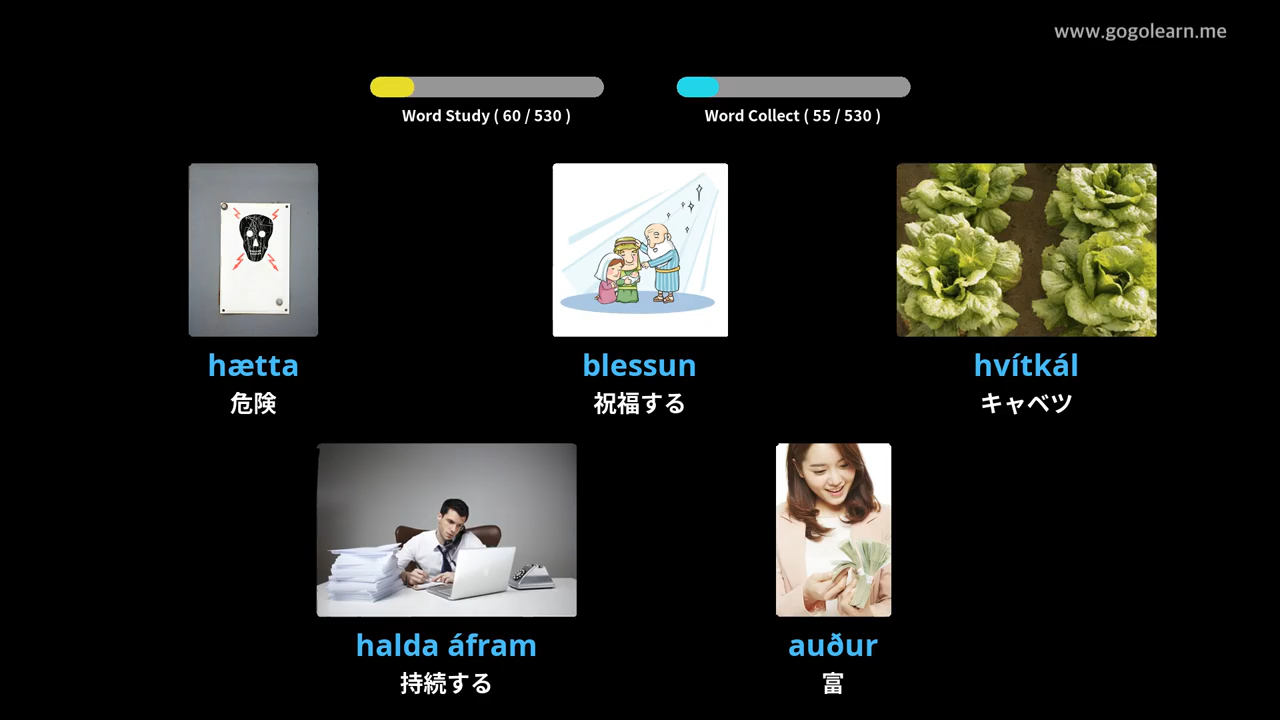 www.gogolearn.me
Word Study ( 60 / 530 )
Word Collect ( 55 / 530 )
hætta
危険
blessun
祝福する
hvítkál
キャベツ
halda áfram
持続する
auður
富